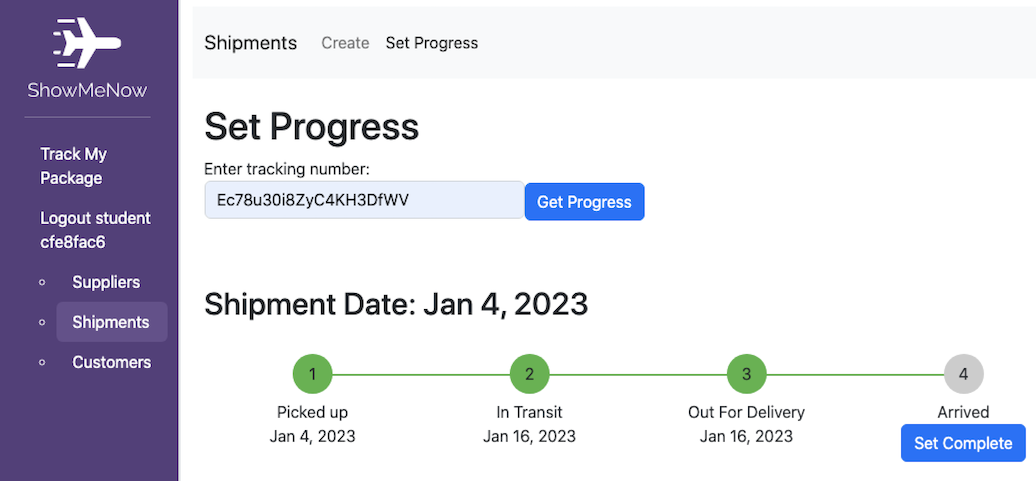 ShowMeNow
Track My
Package
Logout student
cfe8fac6
Suppliers
Shipments
Customers
Shipments Create Set Progress
Set Progress
Enter tracking number:
Ec78u30i8ZyC4KH3DfWV Get Progress
Shipment Date: Jan 4, 2023
1 2 3 4
Picked up In Transit Out For Delivery Arrived
Jan 4, 2023 Jan 16, 2023 Jan 16, 2023 Set Complete